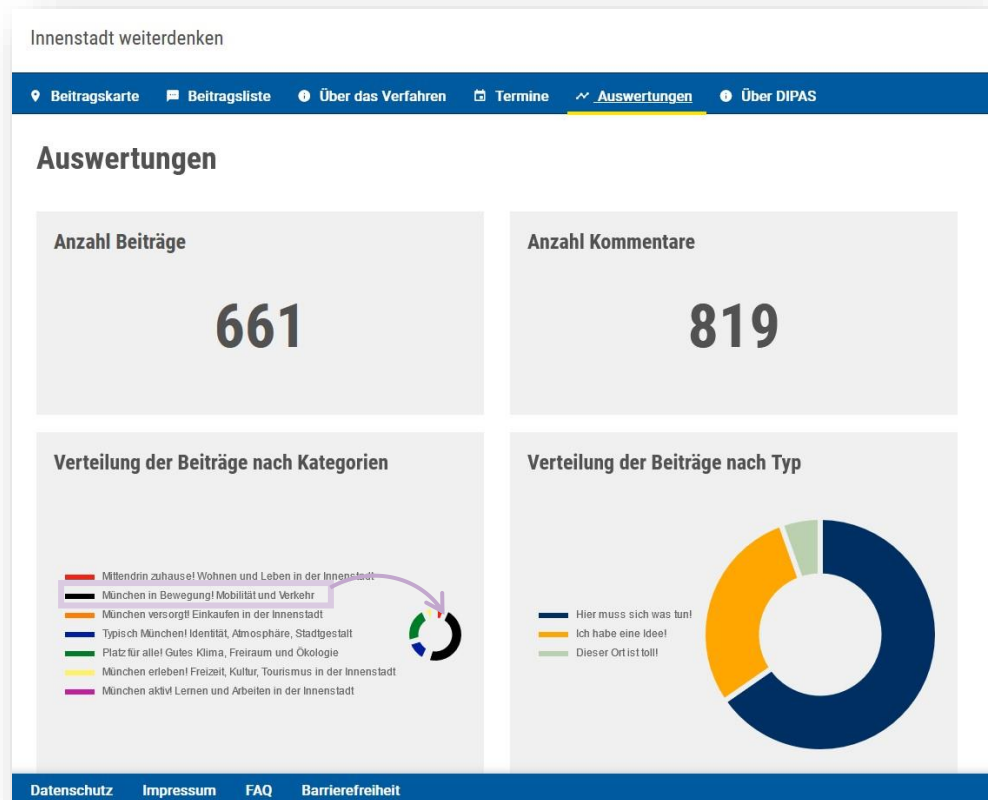 Innenstadt weiterdenken
Beitragskarte Beitragsliste Über das Verfahren Termine Auswertungen Über DIPAS
Auswertungen
Anzahl Beiträge
661
Anzahl Kommentare
819
Verteilung der Beiträge nach Kategorien
Mittendrin zuhause! Wohnen und Leben in der Innenstadt
München in Bewegung! Mobilität und Verkehr
München versorgt! Einkaufen in der Innenstadt
Typisch München! Identität, Atmosphäre, Stadtgestalt
Platz für alle! Gutes Klima, Freiraum und Ökologie
München erleben! Freizeit, Kultur, Tourismus in der Innenstadt
München aktiv! Lernen und Arbeiten in der Innenstadt
Verteilung der Beiträge nach Typ
Hier muss sich was tun!
Ich habe eine Idee!
Dieser Ort ist toll!
Datenschutz Impressum FAQ Barrierefreiheit